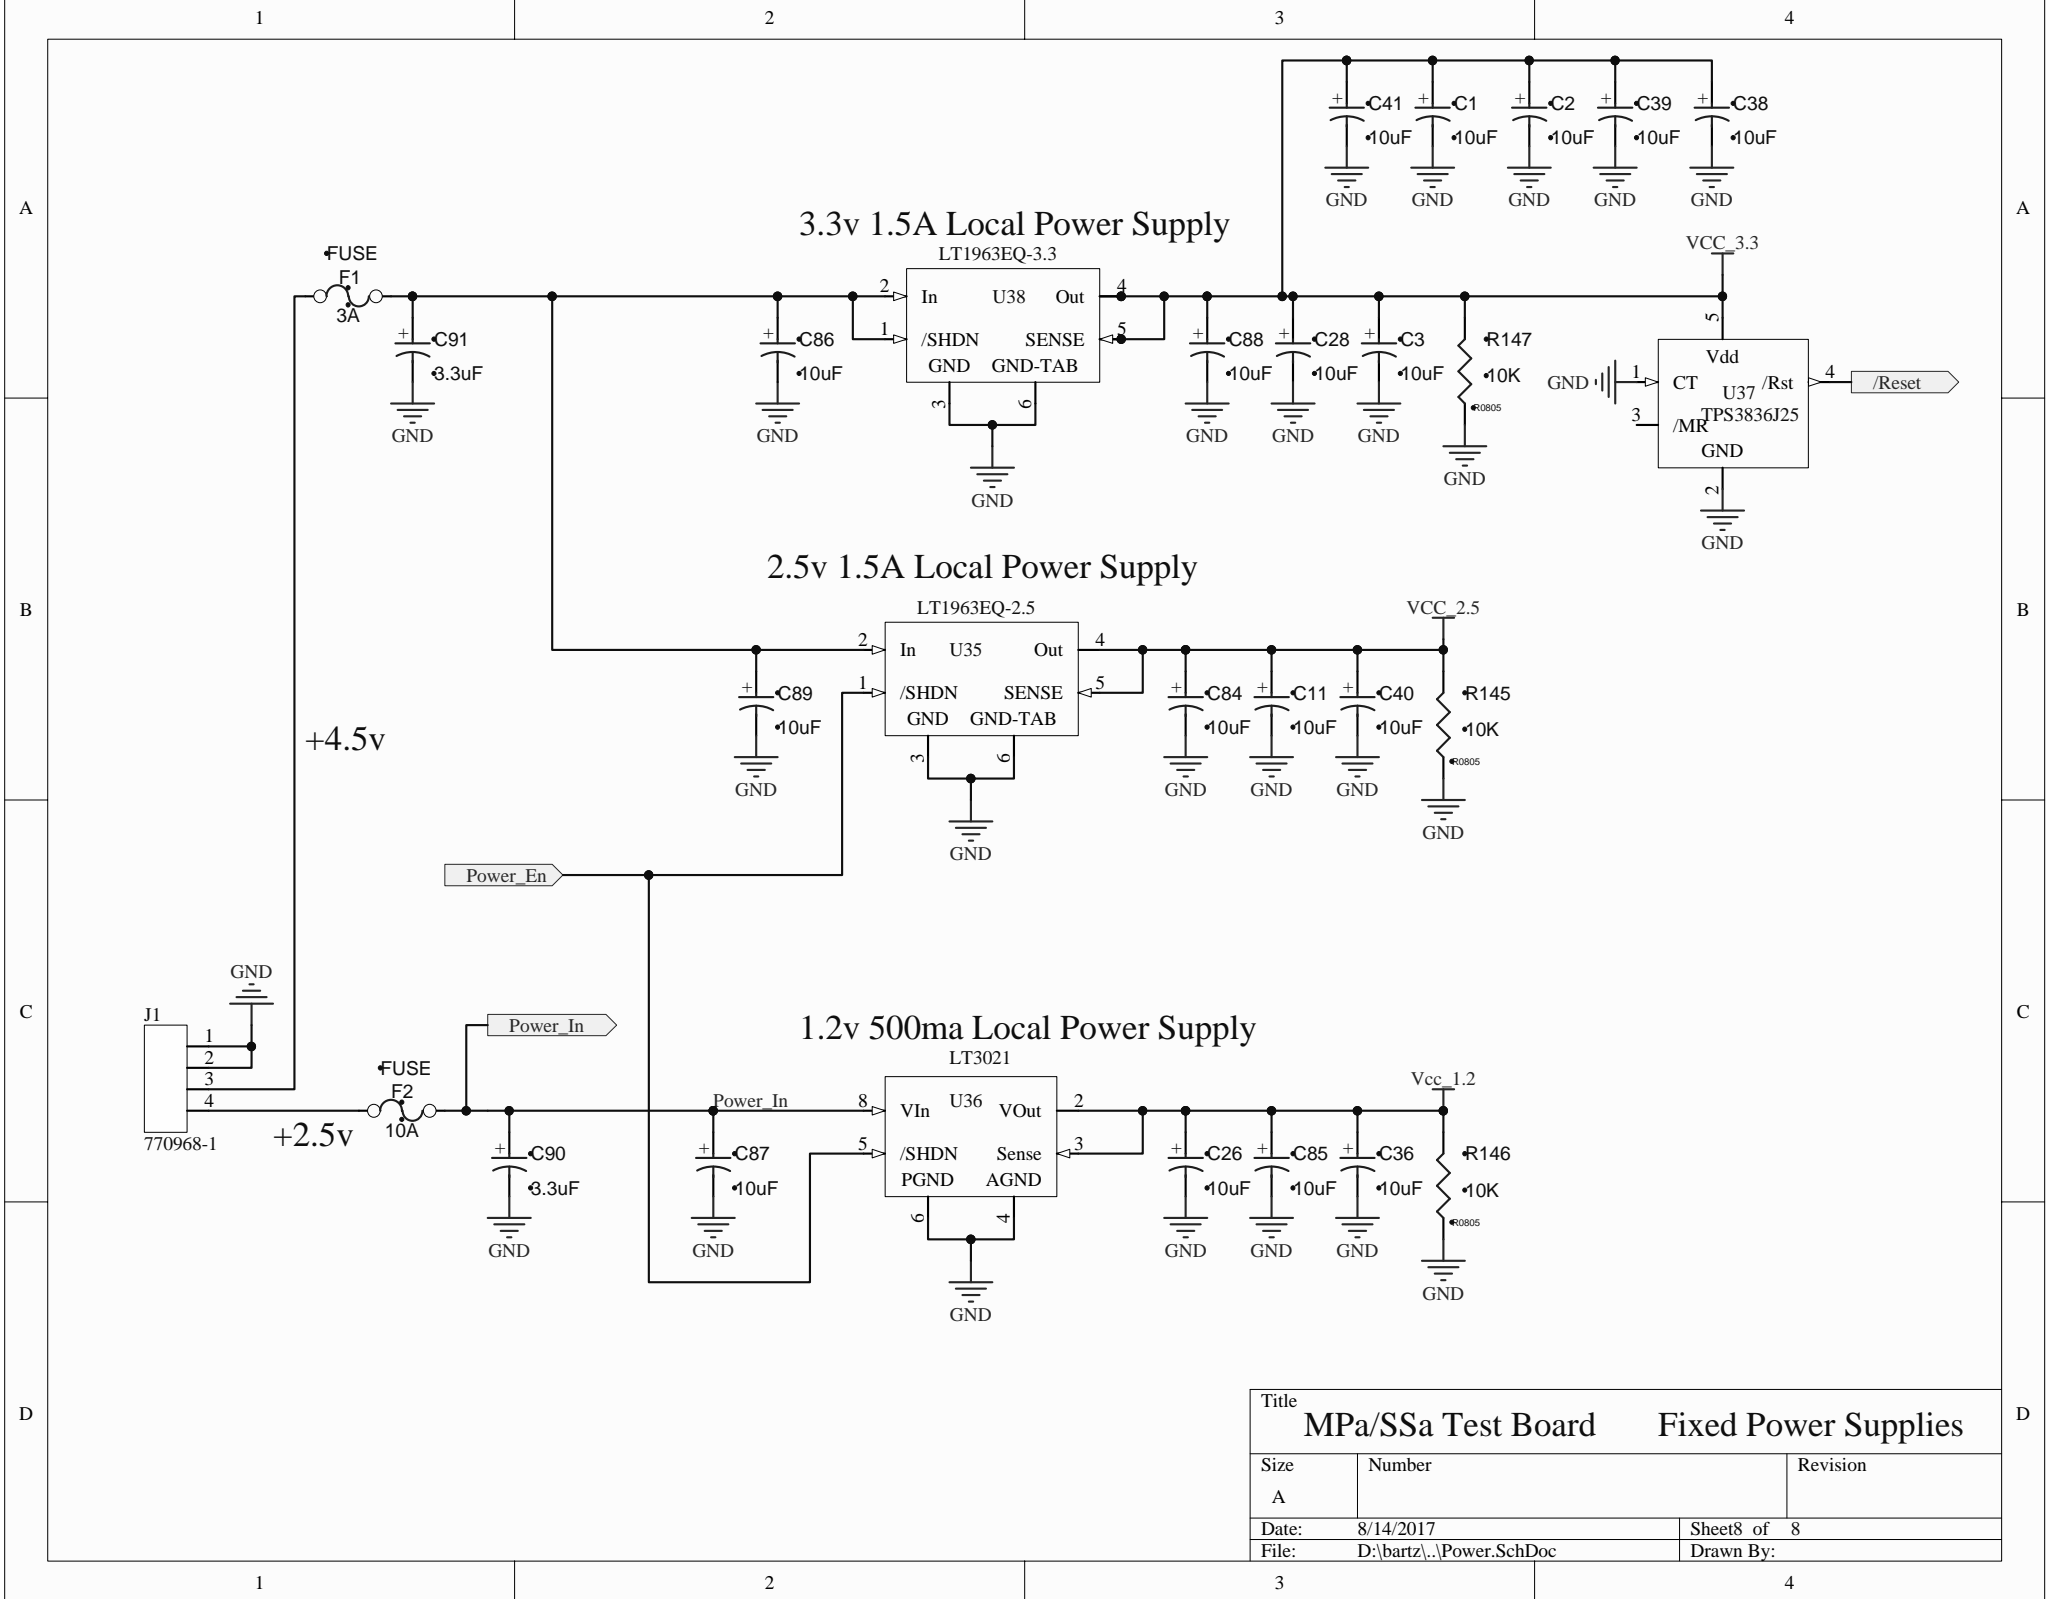 1 2 3 4
A A
B B
C C
D D
1 2 3 4
C41 C1 C2 C39 C38
10uF 10uF 10uF 10uF 10uF
GND GND GND GND GND
3.3v 1.5A Local Power Supply
LT1963EQ-3.3
VCC_3.3
FUSE
F1
3A
C91
3.3uF
GND
C86
10uF
GND
2 In U38 Out 4
1 /SHDN SENSE 5
GND GND-TAB
3 6
GND
C88 C28 C3
10uF 10uF 10uF
GND GND GND
R147
10K
R0805
GND
5
Vdd
GND 1 CT /Rst 4 /Reset
U37
TPS3836J25
3 /MR
GND
2
GND
2.5v 1.5A Local Power Supply
LT1963EQ-2.5
VCC_2.5
2 In U35 Out 4
1 /SHDN SENSE 5
GND GND-TAB
3 6
GND
C89
10uF
GND
C84 C11 C40
10uF 10uF 10uF
GND GND GND
R145
10K
R0805
GND
+4.5v
Power_En
GND
J1
1
2
3
4
770968-1
+2.5v
FUSE
F2
10A
Power_In
C90
3.3uF
GND
1.2v 500ma Local Power Supply
LT3021
Vcc_1.2
Power_In
C87
10uF
GND
8 VIn U36 VOut 2
5 /SHDN Sense 3
PGND AGND
6 4
GND
C26 C85 C36
10uF 10uF 10uF
GND GND GND
R146
10K
R0805
GND
Title
MPa/SSa Test Board Fixed Power Supplies
Size Number Revision
A
Date: 8/14/2017 Sheet8 of 8
File: D:\bartz\..\Power.SchDoc Drawn By: